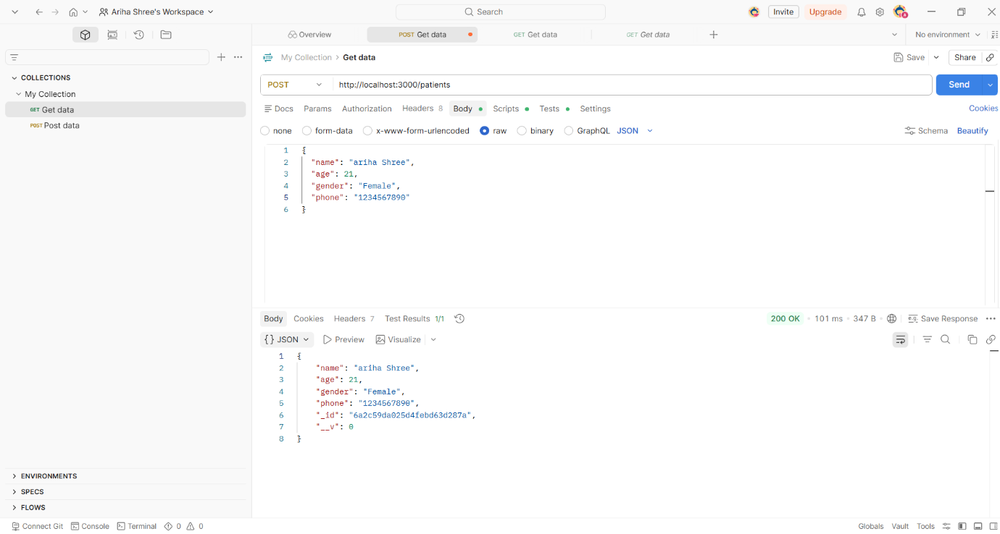 Ariha Shree's Workspace Search Invite Upgrade
Overview POST Get data GET Get data GET Get data No environment
My Collection > Get data Save Share
COLLECTIONS
My Collection
GET Get data
POST Post data
POST http://localhost:3000/patients Send
Docs Params Authorization Headers 8 Body Scripts Tests Settings Cookies
none form-data x-www-form-urlencoded raw binary GraphQL JSON Schema Beautify
1 {
2 "name": "ariha Shree",
3 "age": 21,
4 "gender": "Female",
5 "phone": "1234567890"
6 }
Body Cookies Headers 7 Test Results 1/1 200 OK 101 ms 347 B e.g. Save Response
{} JSON Preview Visualize
1 {
2 "name": "ariha Shree",
3 "age": 21,
4 "gender": "Female",
5 "phone": "1234567890",
6 "_id": "6a2c59da025d4febd63d287a",
7 "__v": 0
8 }
ENVIRONMENTS
SPECS
FLOWS
Connect Git Console Terminal 0 0 Globals Vault Tools